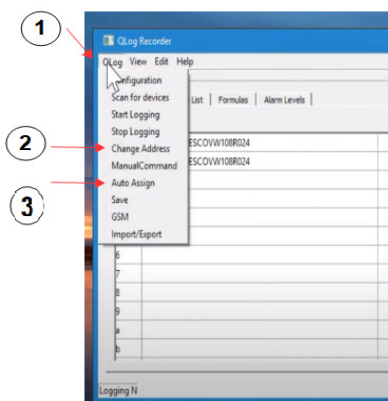 1
QLog Recorder
QLog View Edit Help
Configuration
Scan for devices
List Formulas Alarm Levels
Start Logging
Stop Logging
2
Change Address
ESCOVW108R024
ManualCommand
ESCOVW108R024
Auto Assign
3
Save
GSM
Import/Export
6
7
8
9
a
b
Logging N